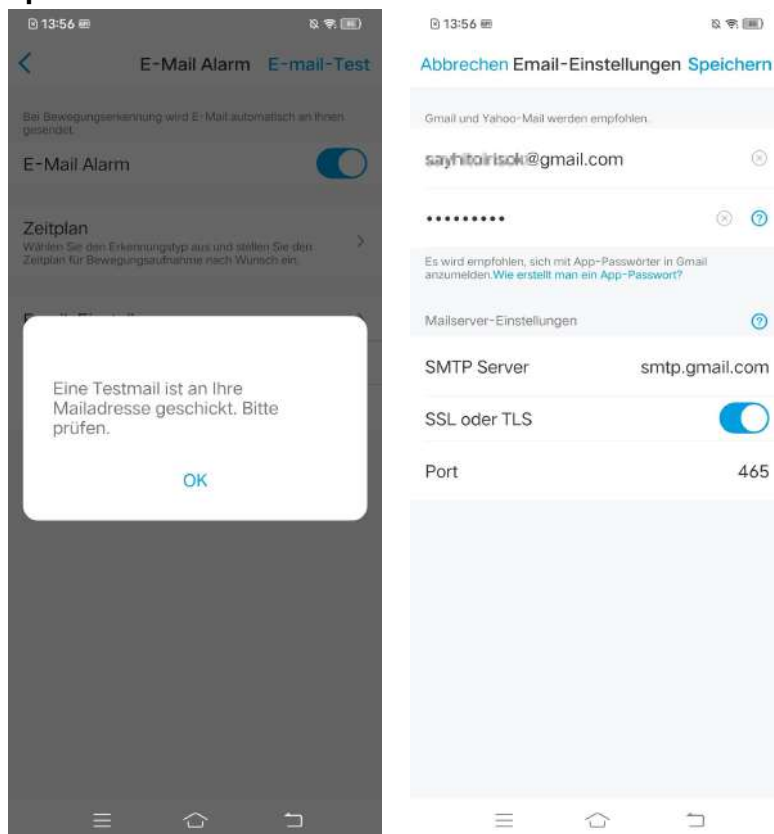 13:56
E-Mail Alarm E-mail-Test
Bei Bewegungserkennung wird E-Mail automatisch an Ihnen
gesendet.
E-Mail Alarm
Zeitplan
Wählen Sie den Erkennungstyp aus und stellen Sie den
Zeitplan für Bewegungsaufnahme nach Wunsch ein.
Eine Testmail ist an Ihre
Mailadresse geschickt. Bitte
prüfen.
OK
13:56
Abbrechen Email-Einstellungen Speichern
Gmail und Yahoo-Mail werden empfohlen.
@gmail.com
•••••••••
Es wird empfohlen, sich mit App-Passwörter in Gmail
anzumelden.Wie erstellt man ein App-Passwort?
Mailserver-Einstellungen
SMTP Server smtp.gmail.com
SSL oder TLS
Port 465